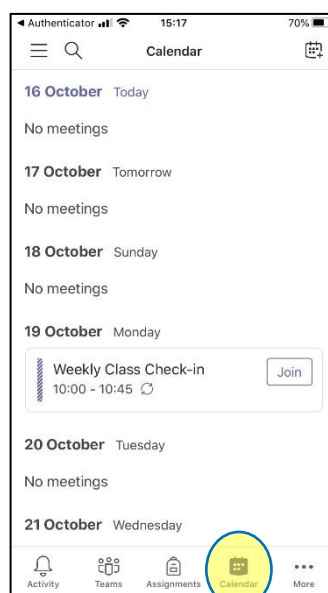 ◄ Authenticator 15:17 70%
Calendar
16 October Today
No meetings
17 October Tomorrow
No meetings
18 October Sunday
No meetings
19 October Monday
Weekly Class Check-in
Join
10:00 - 10:45
20 October Tuesday
No meetings
21 October Wednesday
Activity Teams Assignments Calendar More